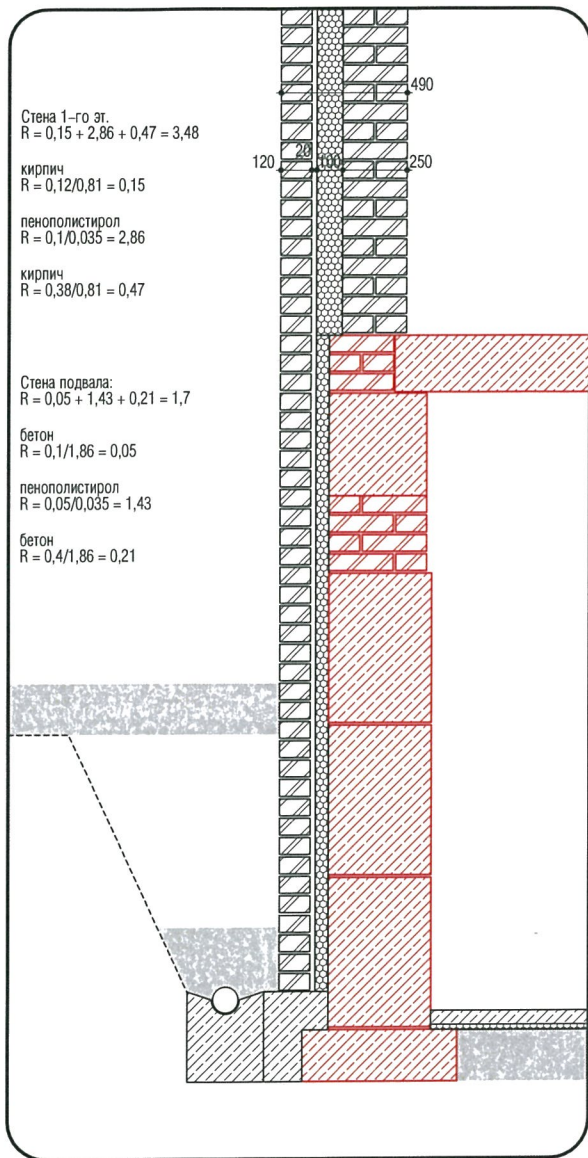 490
Стена 1-го эт.
R = 0,15 + 2,86 + 0,47 = 3,48
120 20 100 250
кирпич
R = 0,12/0,81 = 0,15
пенополистирол
R = 0,1/0,035 = 2,86
кирпич
R = 0,38/0,81 = 0,47
Стена подвала:
R = 0,05 + 1,43 + 0,21 = 1,7
бетон
R = 0,1/1,86 = 0,05
пенополистирол
R = 0,05/0,035 = 1,43
бетон
R = 0,4/1,86 = 0,21